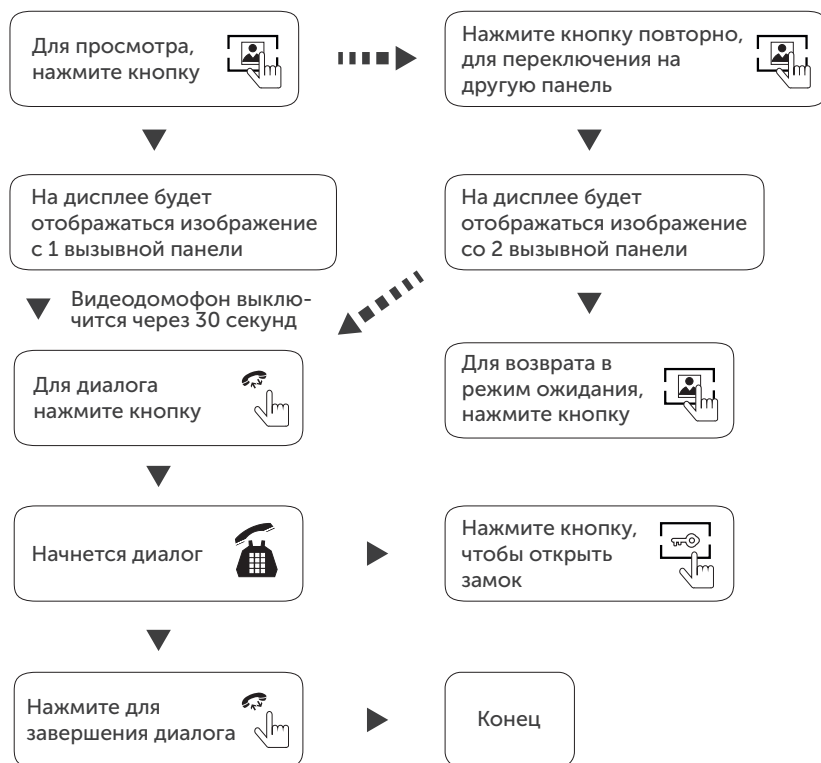 Для просмотра,
нажмите кнопку
Нажмите кнопку повторно,
для переключения на
другую панель
На дисплее будет
отображаться изображение
с 1 вызывной панели
На дисплее будет
отображаться изображение
со 2 вызывной панели
Видеодомофон выклю-
чится через 30 секунд
Для диалога
нажмите кнопку
Для возврата в
режим ожидания,
нажмите кнопку
Начнется диалог
Нажмите кнопку,
чтобы открыть
замок
Нажмите для
завершения диалога
Конец